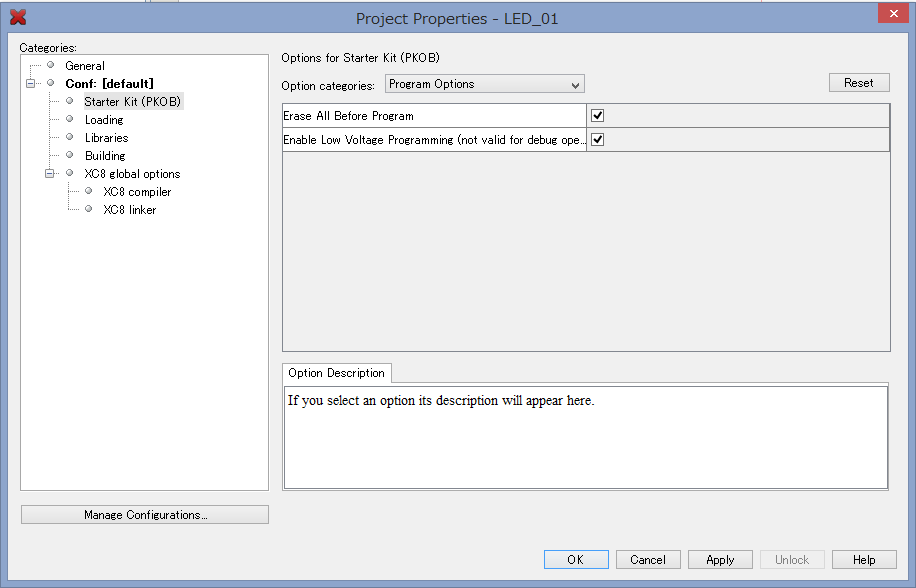 Project Properties - LED_01
Categories:
General
Conf: [default]
Starter Kit (PKOB)
Loading
Libraries
Building
XC8 global options
XC8 compiler
XC8 linker
Manage Configurations...
Options for Starter Kit (PKOB)
Option categories: Program Options
Reset
Erase All Before Program
Enable Low Voltage Programming (not valid for debug ope...
Option Description
If you select an option its description will appear here.
OK Cancel Apply Unlock Help